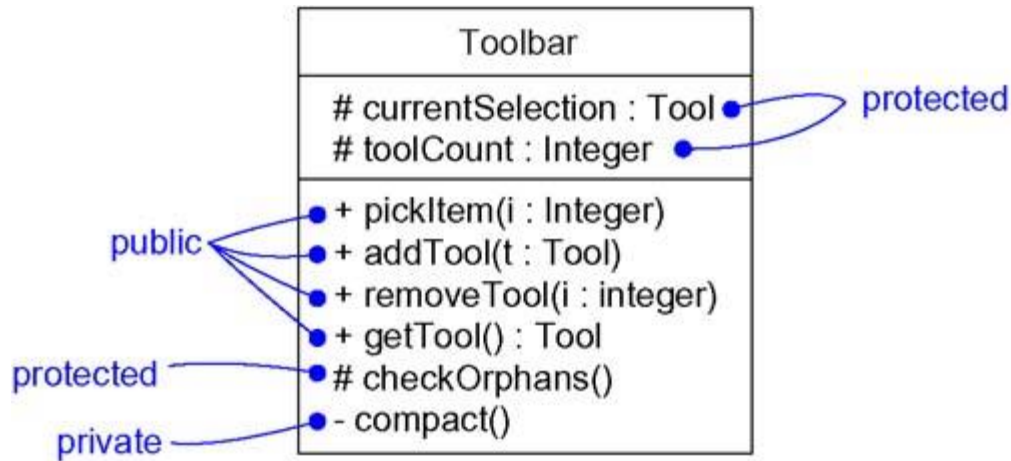 Toolbar
# currentSelection : Tool
protected
# toolCount : Integer
+ pickItem(i : Integer)
public
+ addTool(t : Tool)
+ removeTool(i : integer)
+ getTool() : Tool
protected
# checkOrphans()
- compact()
private